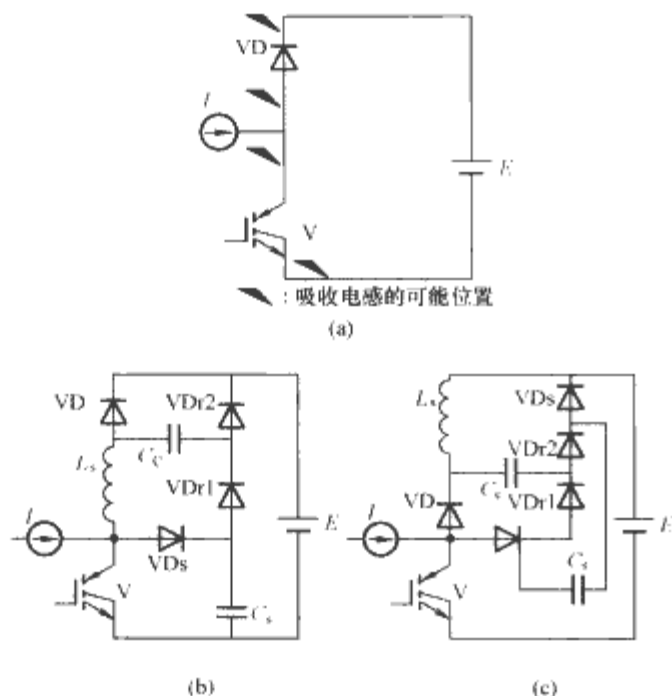 VD
I
E
V
：吸收电感的可能位置
(a)
VD VDr2
Ls Cc
VDr1
I E
VDs
V Cs
(b)
Ls VDs
VDr2
Cc
VD VDr1
I E
V Cs
(c)